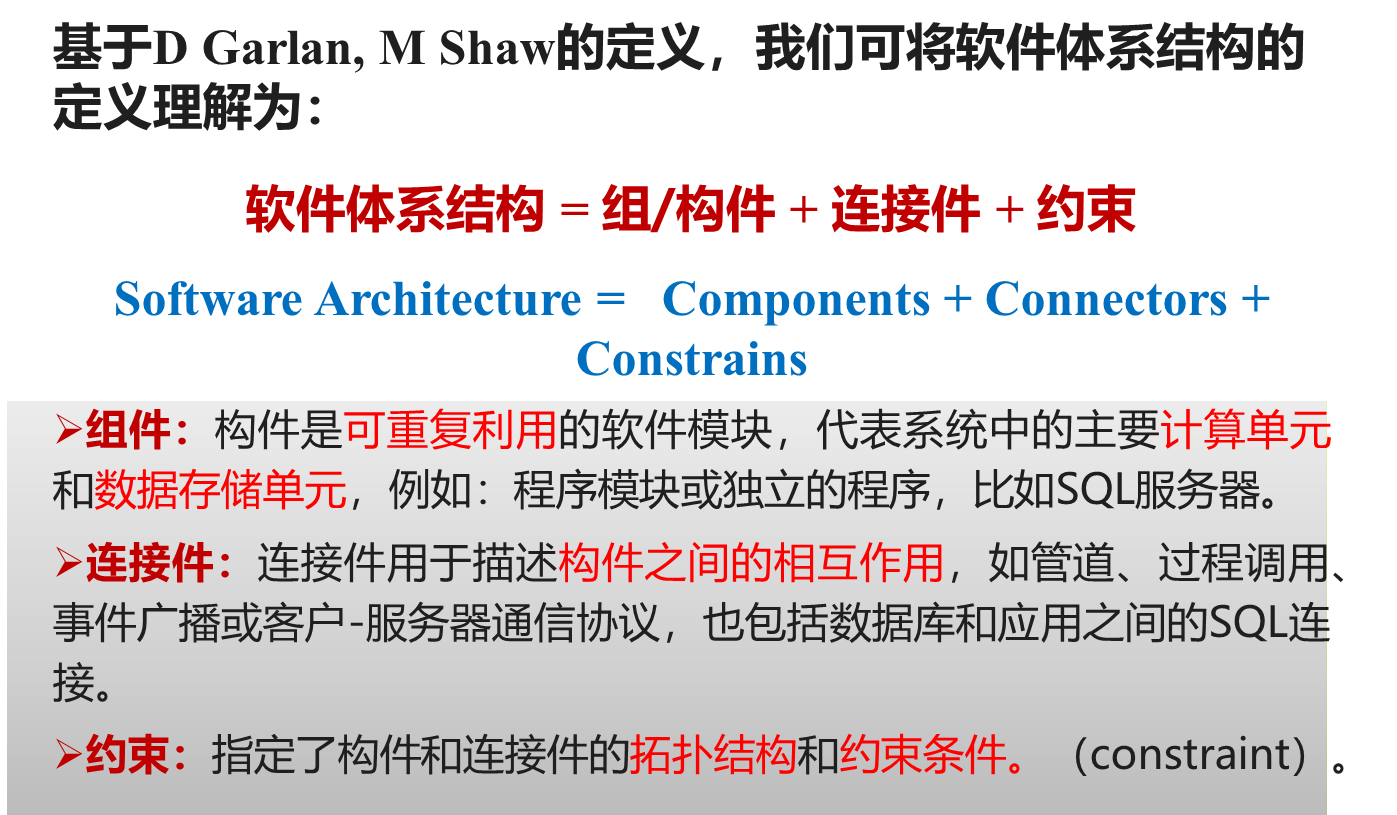 基于D Garlan, M Shaw的定义，我们可将软件体系结构的
定义理解为：
软件体系结构 = 组/构件 + 连接件 + 约束
Software Architecture = Components + Connectors +
Constrains
➢组件：构件是可重复利用的软件模块，代表系统中的主要计算单元
和数据存储单元，例如：程序模块或独立的程序，比如SQL服务器。
➢连接件：连接件用于描述构件之间的相互作用，如管道、过程调用、
事件广播或客户-服务器通信协议，也包括数据库和应用之间的SQL连
接。
➢约束：指定了构件和连接件的拓扑结构和约束条件。（constraint）。